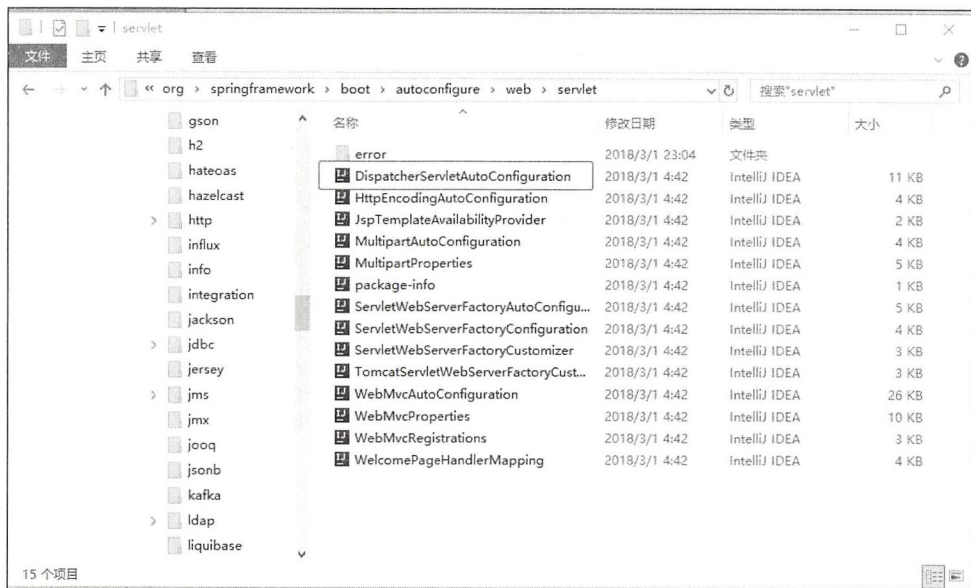 servlet
文件 主页 共享 查看
« org › springframework › boot › autoconfigure › web › servlet 搜索"servlet"
gson
h2
hateoas
hazelcast
http
influx
info
integration
jackson
jdbc
jersey
jms
jmx
jooq
jsonb
kafka
ldap
liquibase
名称 修改日期 类型 大小
error 2018/3/1 23:04 文件夹
DispatcherServletAutoConfiguration 2018/3/1 4:42 IntelliJ IDEA 11 KB
HttpEncodingAutoConfiguration 2018/3/1 4:42 IntelliJ IDEA 4 KB
JspTemplateAvailabilityProvider 2018/3/1 4:42 IntelliJ IDEA 2 KB
MultipartAutoConfiguration 2018/3/1 4:42 IntelliJ IDEA 4 KB
MultipartProperties 2018/3/1 4:42 IntelliJ IDEA 5 KB
package-info 2018/3/1 4:42 IntelliJ IDEA 1 KB
ServletWebServerFactoryAutoConfigu... 2018/3/1 4:42 IntelliJ IDEA 5 KB
ServletWebServerFactoryConfiguration 2018/3/1 4:42 IntelliJ IDEA 4 KB
ServletWebServerFactoryCustomizer 2018/3/1 4:42 IntelliJ IDEA 3 KB
TomcatServletWebServerFactoryCust... 2018/3/1 4:42 IntelliJ IDEA 3 KB
WebMvcAutoConfiguration 2018/3/1 4:42 IntelliJ IDEA 26 KB
WebMvcProperties 2018/3/1 4:42 IntelliJ IDEA 10 KB
WebMvcRegistrations 2018/3/1 4:42 IntelliJ IDEA 3 KB
WelcomePageHandlerMapping 2018/3/1 4:42 IntelliJ IDEA 4 KB
15 个项目